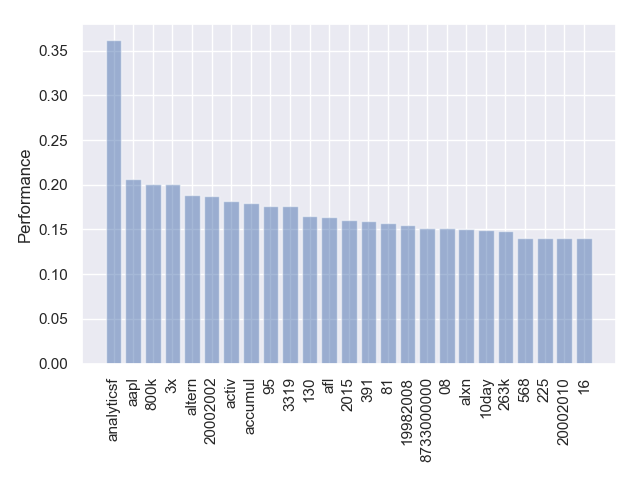 0.35
0.30
0.25
0.20
0.15
0.10
0.05
0.00
Performance
analyticsf
aapl
800k
3x
altern
20002002
activ
accumul
95
3319
130
afl
2015
391
81
19982008
8733000000
08
alxn
10day
263k
568
225
20002010
16